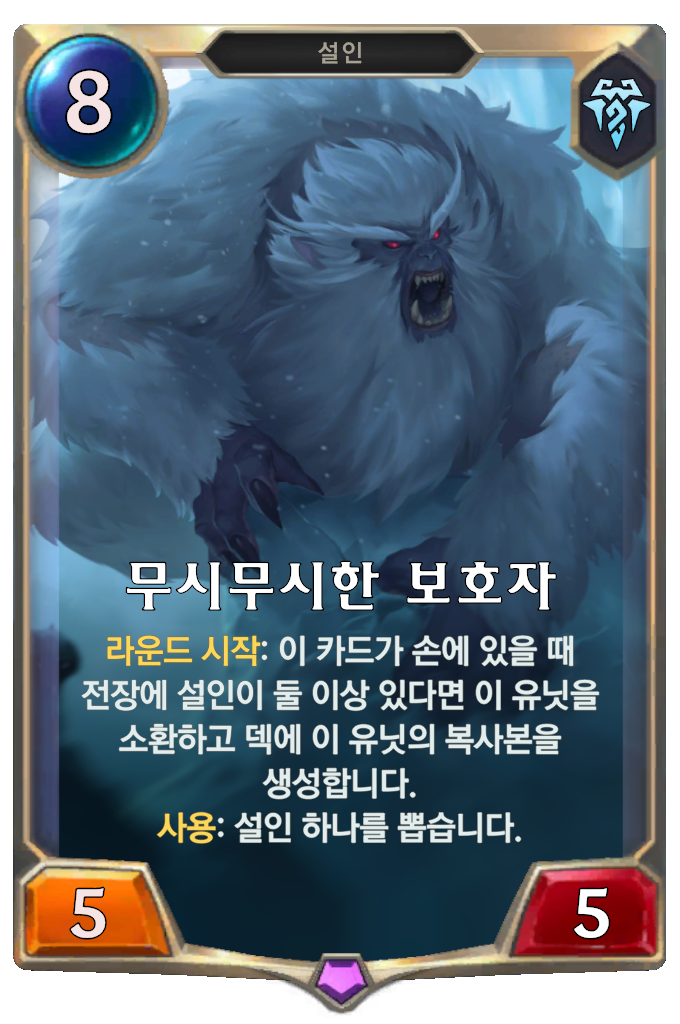 설인
8
무시무시한 보호자
라운드 시작: 이 카드가 손에 있을 때
전장에 설인이 둘 이상 있다면 이 유닛을
소환하고 덱에 이 유닛의 복사본을
생성합니다.
사용: 설인 하나를 뽑습니다.
5
5